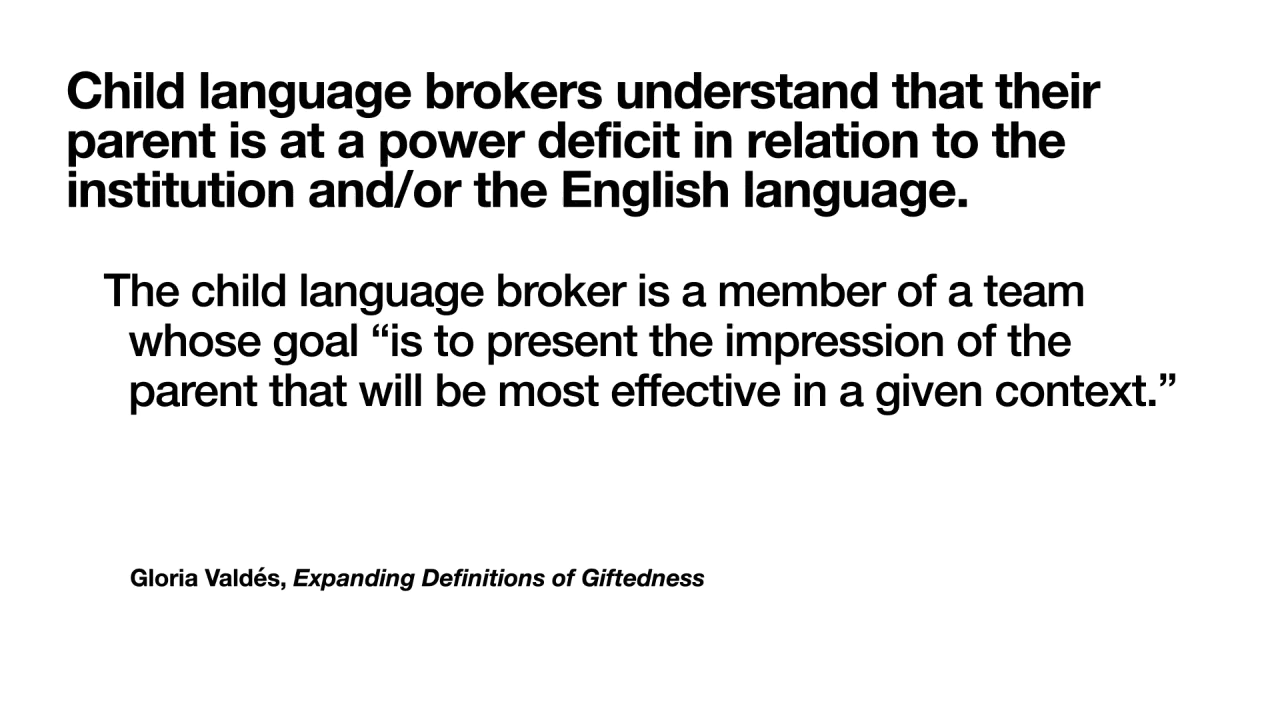 Child language brokers understand that their
parent is at a power deficit in relation to the
institution and/or the English language.
The child language broker is a member of a team
whose goal “is to present the impression of the
parent that will be most effective in a given context.”
Gloria Valdés, Expanding Definitions of Giftedness